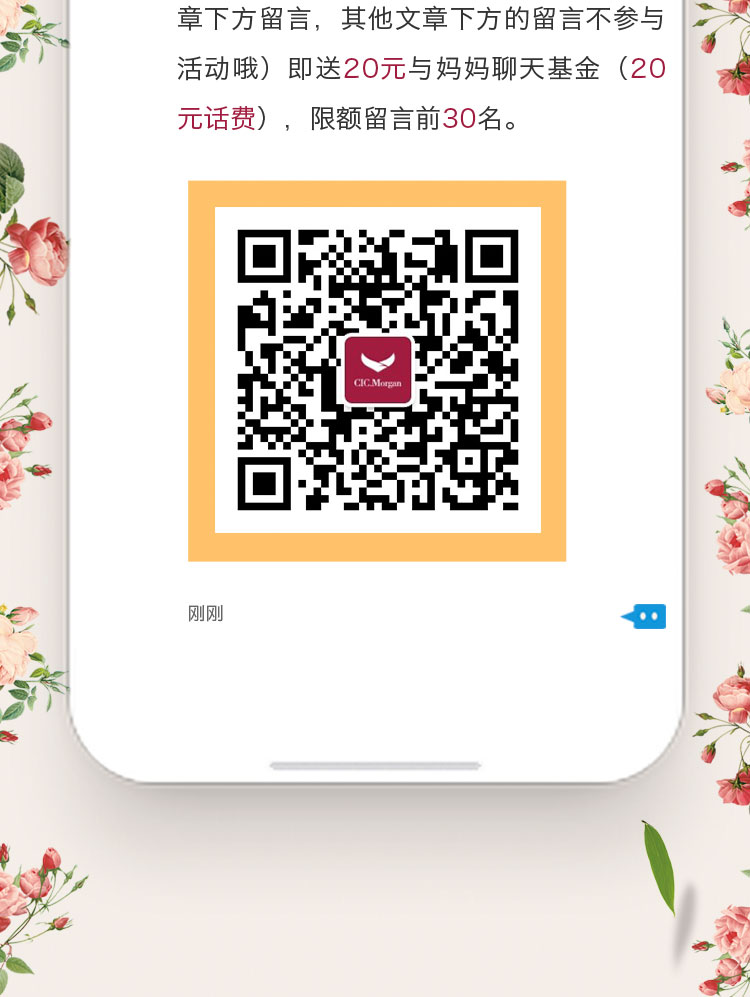 章下方留言，其他文章下方的留言不参与
活动哦）即送20元与妈妈聊天基金（20
元话费），限额留言前30名。
CIC.Morgan
刚刚